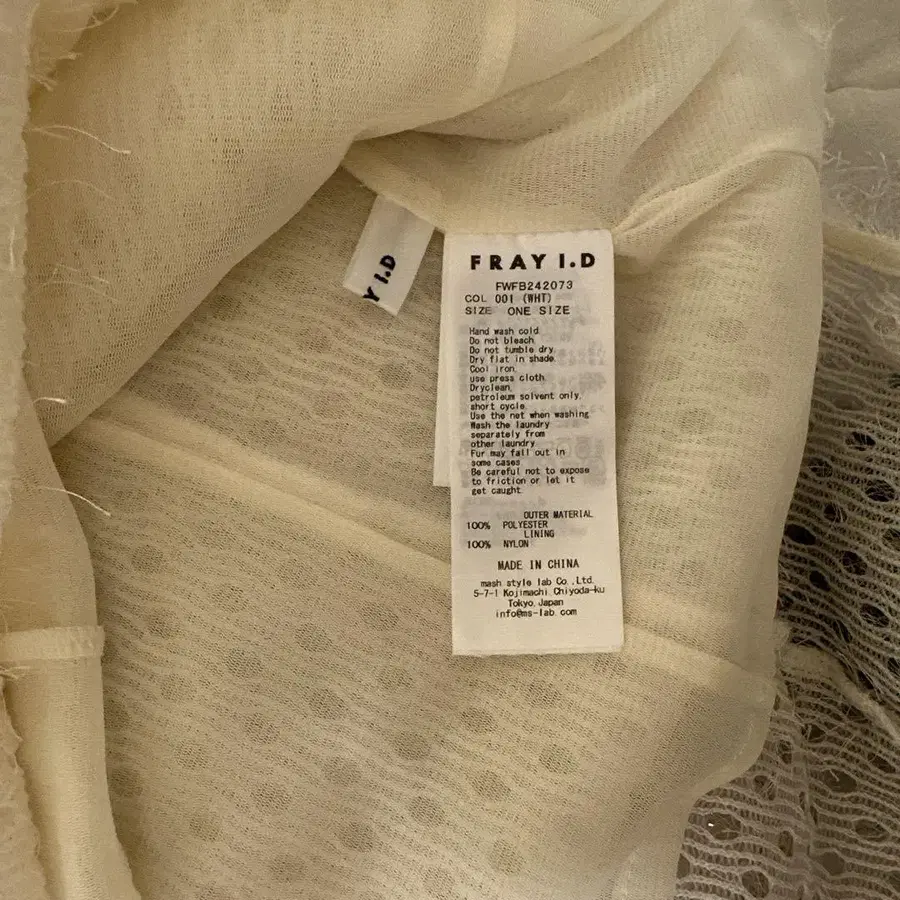 Y I.D
FRAY I.D
FWFB242073
COL 001 (WHT)
SIZE ONE SIZE
Hand wash cold.
Do not bleach.
Do not tumble dry.
Dry flat in shade.
Cool iron.
use press cloth.
Dryclean,
petroleum solvent only,
short cycle.
Use the net when washing.
Wash the laundry
separately from
other laundry.
Fur may fall out in
some cases.
Be careful not to expose
to friction or let it
get caught.
OUTER MATERIAL
100% POLYESTER
LINING
100% NYLON
MADE IN CHINA
mash style lab Co.,Ltd.
5-7-1 Kojimachi Chiyoda-ku
Tokyo,Japan
info@ms-lab.com